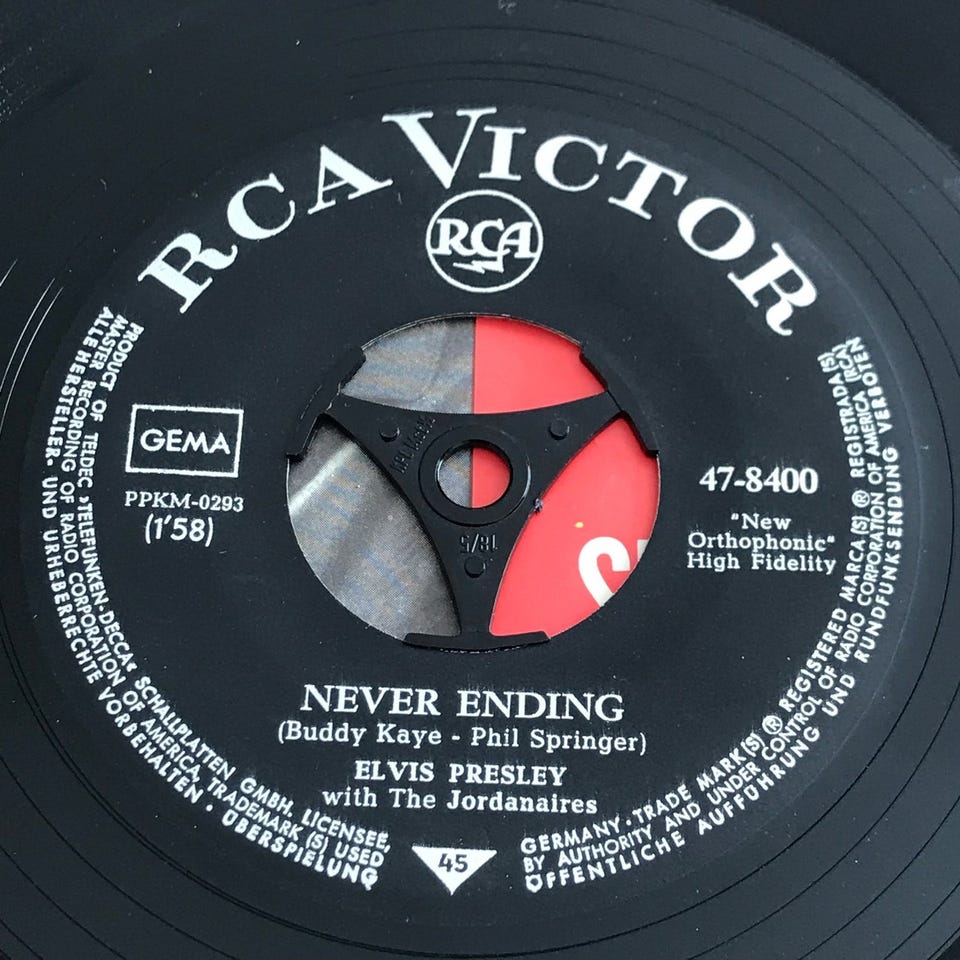 RCA VICTOR
RCA
GEMA
PPKM-0293
(1'58)
47-8400
"New
Orthophonic"
High Fidelity
18/5
NEVER ENDING
(Buddy Kaye - Phil Springer)
ELVIS PRESLEY
with The Jordanaires
45
PRODUCT OF TELDEC »TELEFUNKEN-DECCA« SCHALLPLATTEN GMBH, LICENSEE, GERMANY · TRADE MARK(S) ® REGISTERED MARCA(S) ® REGISTRADA(S)
MASTER RECORDING OF RADIO CORPORATION OF AMERICA, TRADEMARK (S) USED BY AUTHORITY AND UNDER CONTROL OF RADIO CORPORATION OF AMERICA (RCA)
ALLE HERSTELLER- UND URHEBERRECHTE VORBEHALTEN · ÜBERSPIELUNG ÖFFENTLICHE AUFFÜHRUNG UND RUNDFUNKSENDUNG VERBOTEN